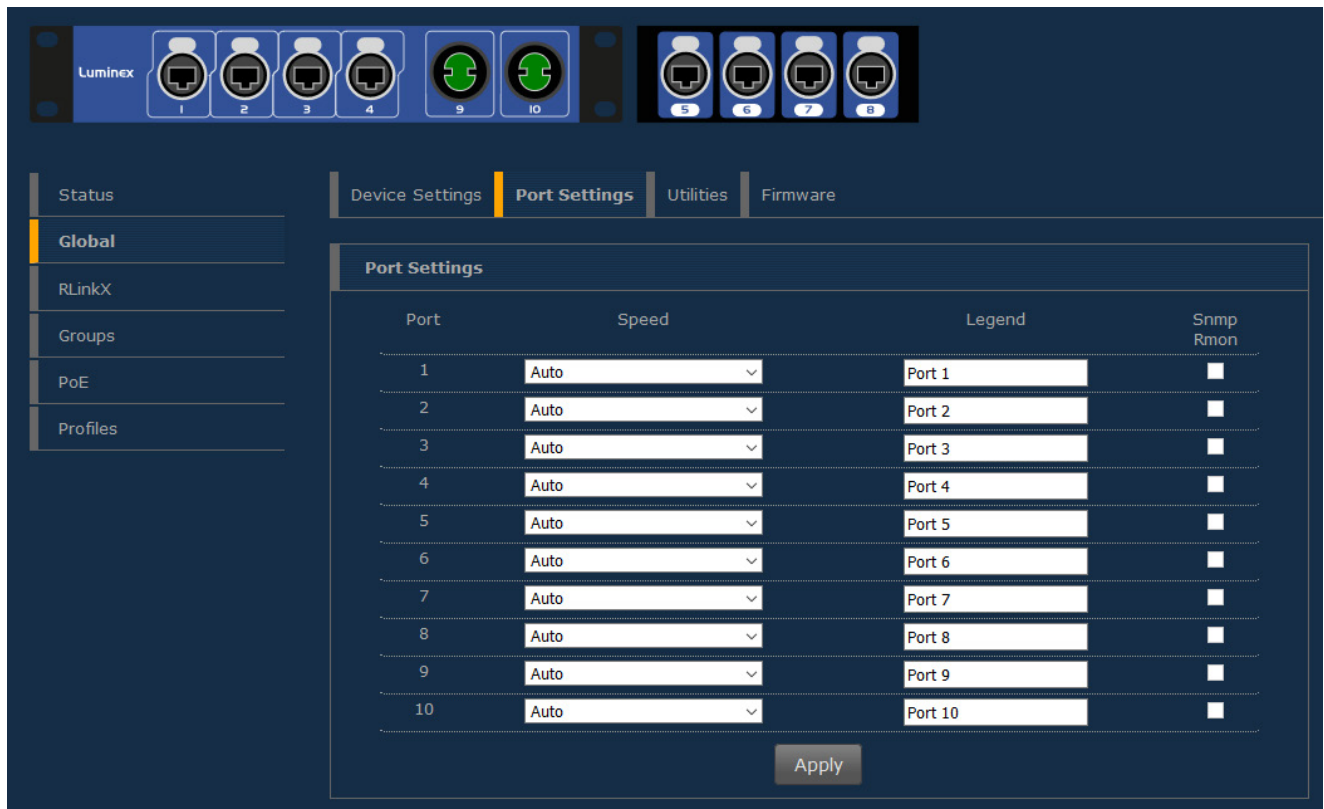 Luminex
1 2 3 4 9 10 5 6 7 8
Status
Global
RLinkX
Groups
PoE
Profiles
Device Settings Port Settings Utilities Firmware
Port Settings
Port Speed Legend Snmp Rmon
1 Auto Port 1
2 Auto Port 2
3 Auto Port 3
4 Auto Port 4
5 Auto Port 5
6 Auto Port 6
7 Auto Port 7
8 Auto Port 8
9 Auto Port 9
10 Auto Port 10
Apply